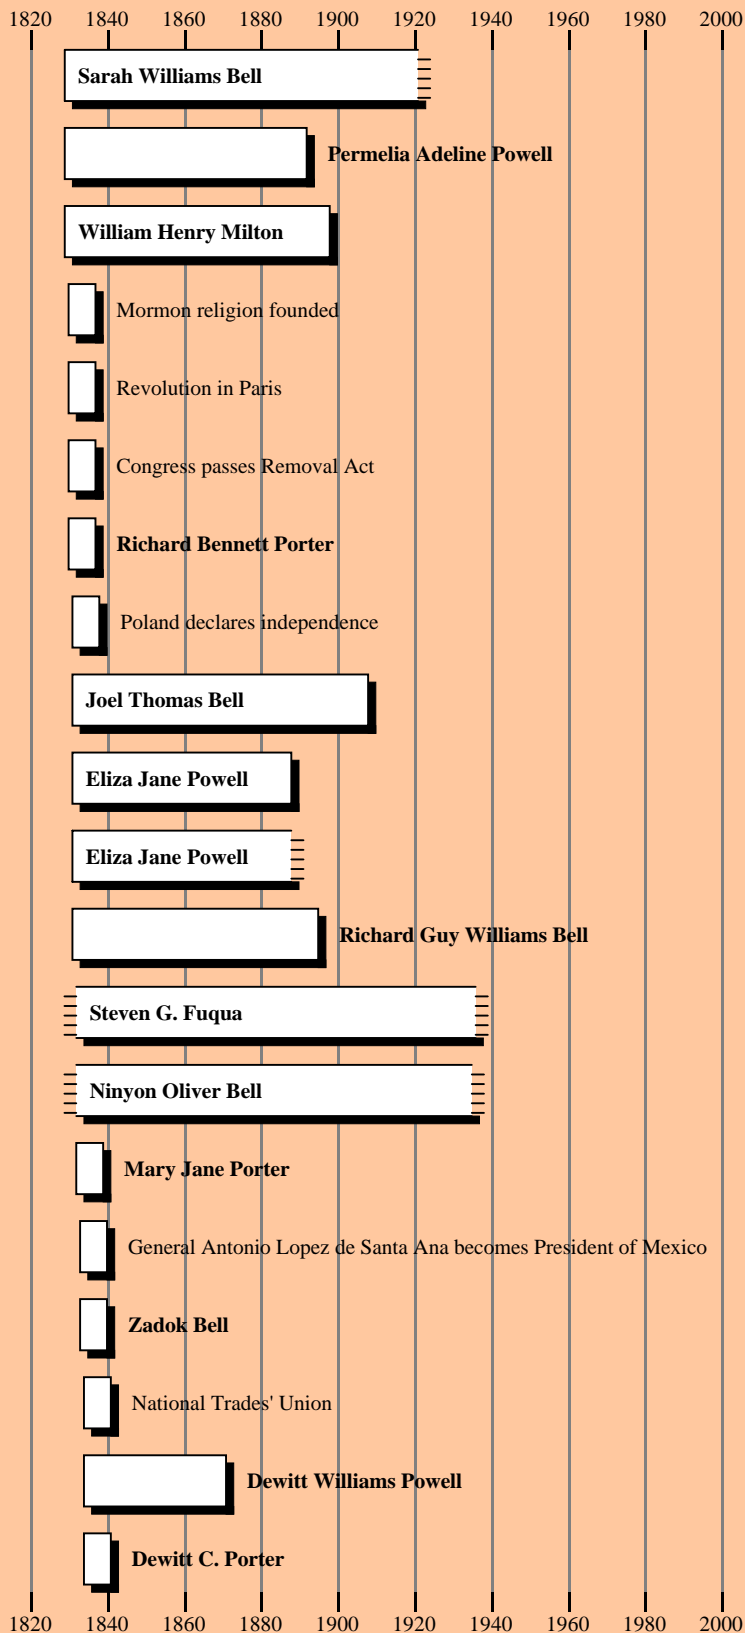 1820 1840 1860 1880 1900 1920 1940 1960 1980 2000
Sarah Williams Bell
Permelia Adeline Powell
William Henry Milton
Mormon religion founded
Revolution in Paris
Congress passes Removal Act
Richard Bennett Porter
Poland declares independence
Joel Thomas Bell
Eliza Jane Powell
Eliza Jane Powell
Richard Guy Williams Bell
Steven G. Fuqua
Ninyon Oliver Bell
Mary Jane Porter
General Antonio Lopez de Santa Ana becomes President of Mexico
Zadok Bell
National Trades' Union
Dewitt Williams Powell
Dewitt C. Porter
1820 1840 1860 1880 1900 1920 1940 1960 1980 2000